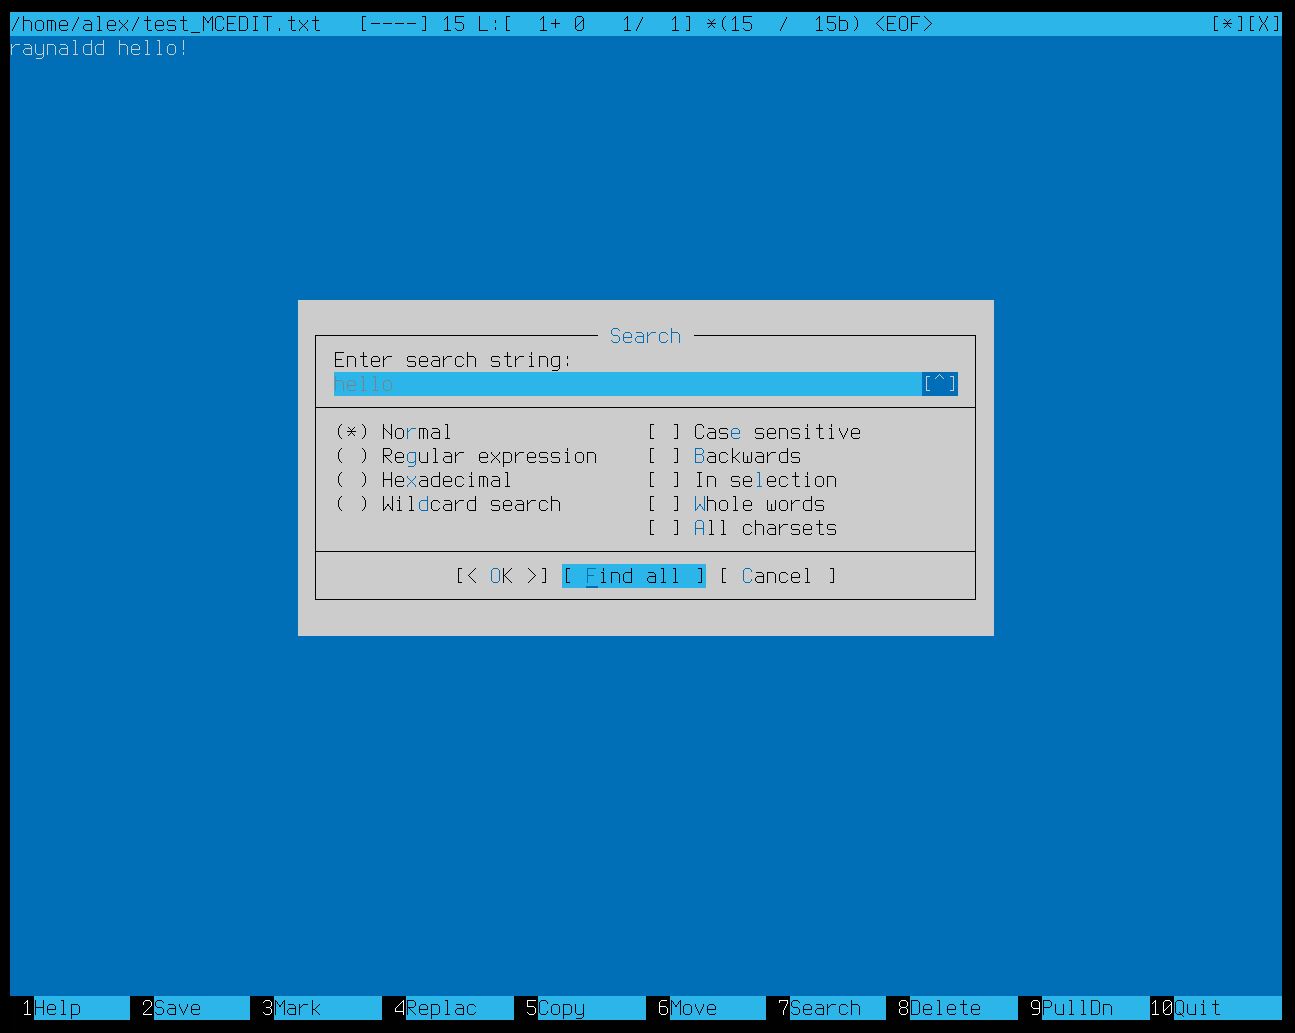 /home/alex/test_MCEDIT.txt   [----] 15 L:[  1+ 0   1/  1] *(15  /  15b) <EOF>   [*][X]
raynaldd hello!
Search
Enter search string:
hello [^]
(*) Normal   [ ] Case sensitive
( ) Regular expression   [ ] Backwards
( ) Hexadecimal   [ ] In selection
( ) Wildcard search   [ ] Whole words
[ ] All charsets
[< OK >] [ Find all ] [ Cancel ]
1Help 2Save 3Mark 4Replac 5Copy 6Move 7Search 8Delete 9PullDn 10Quit